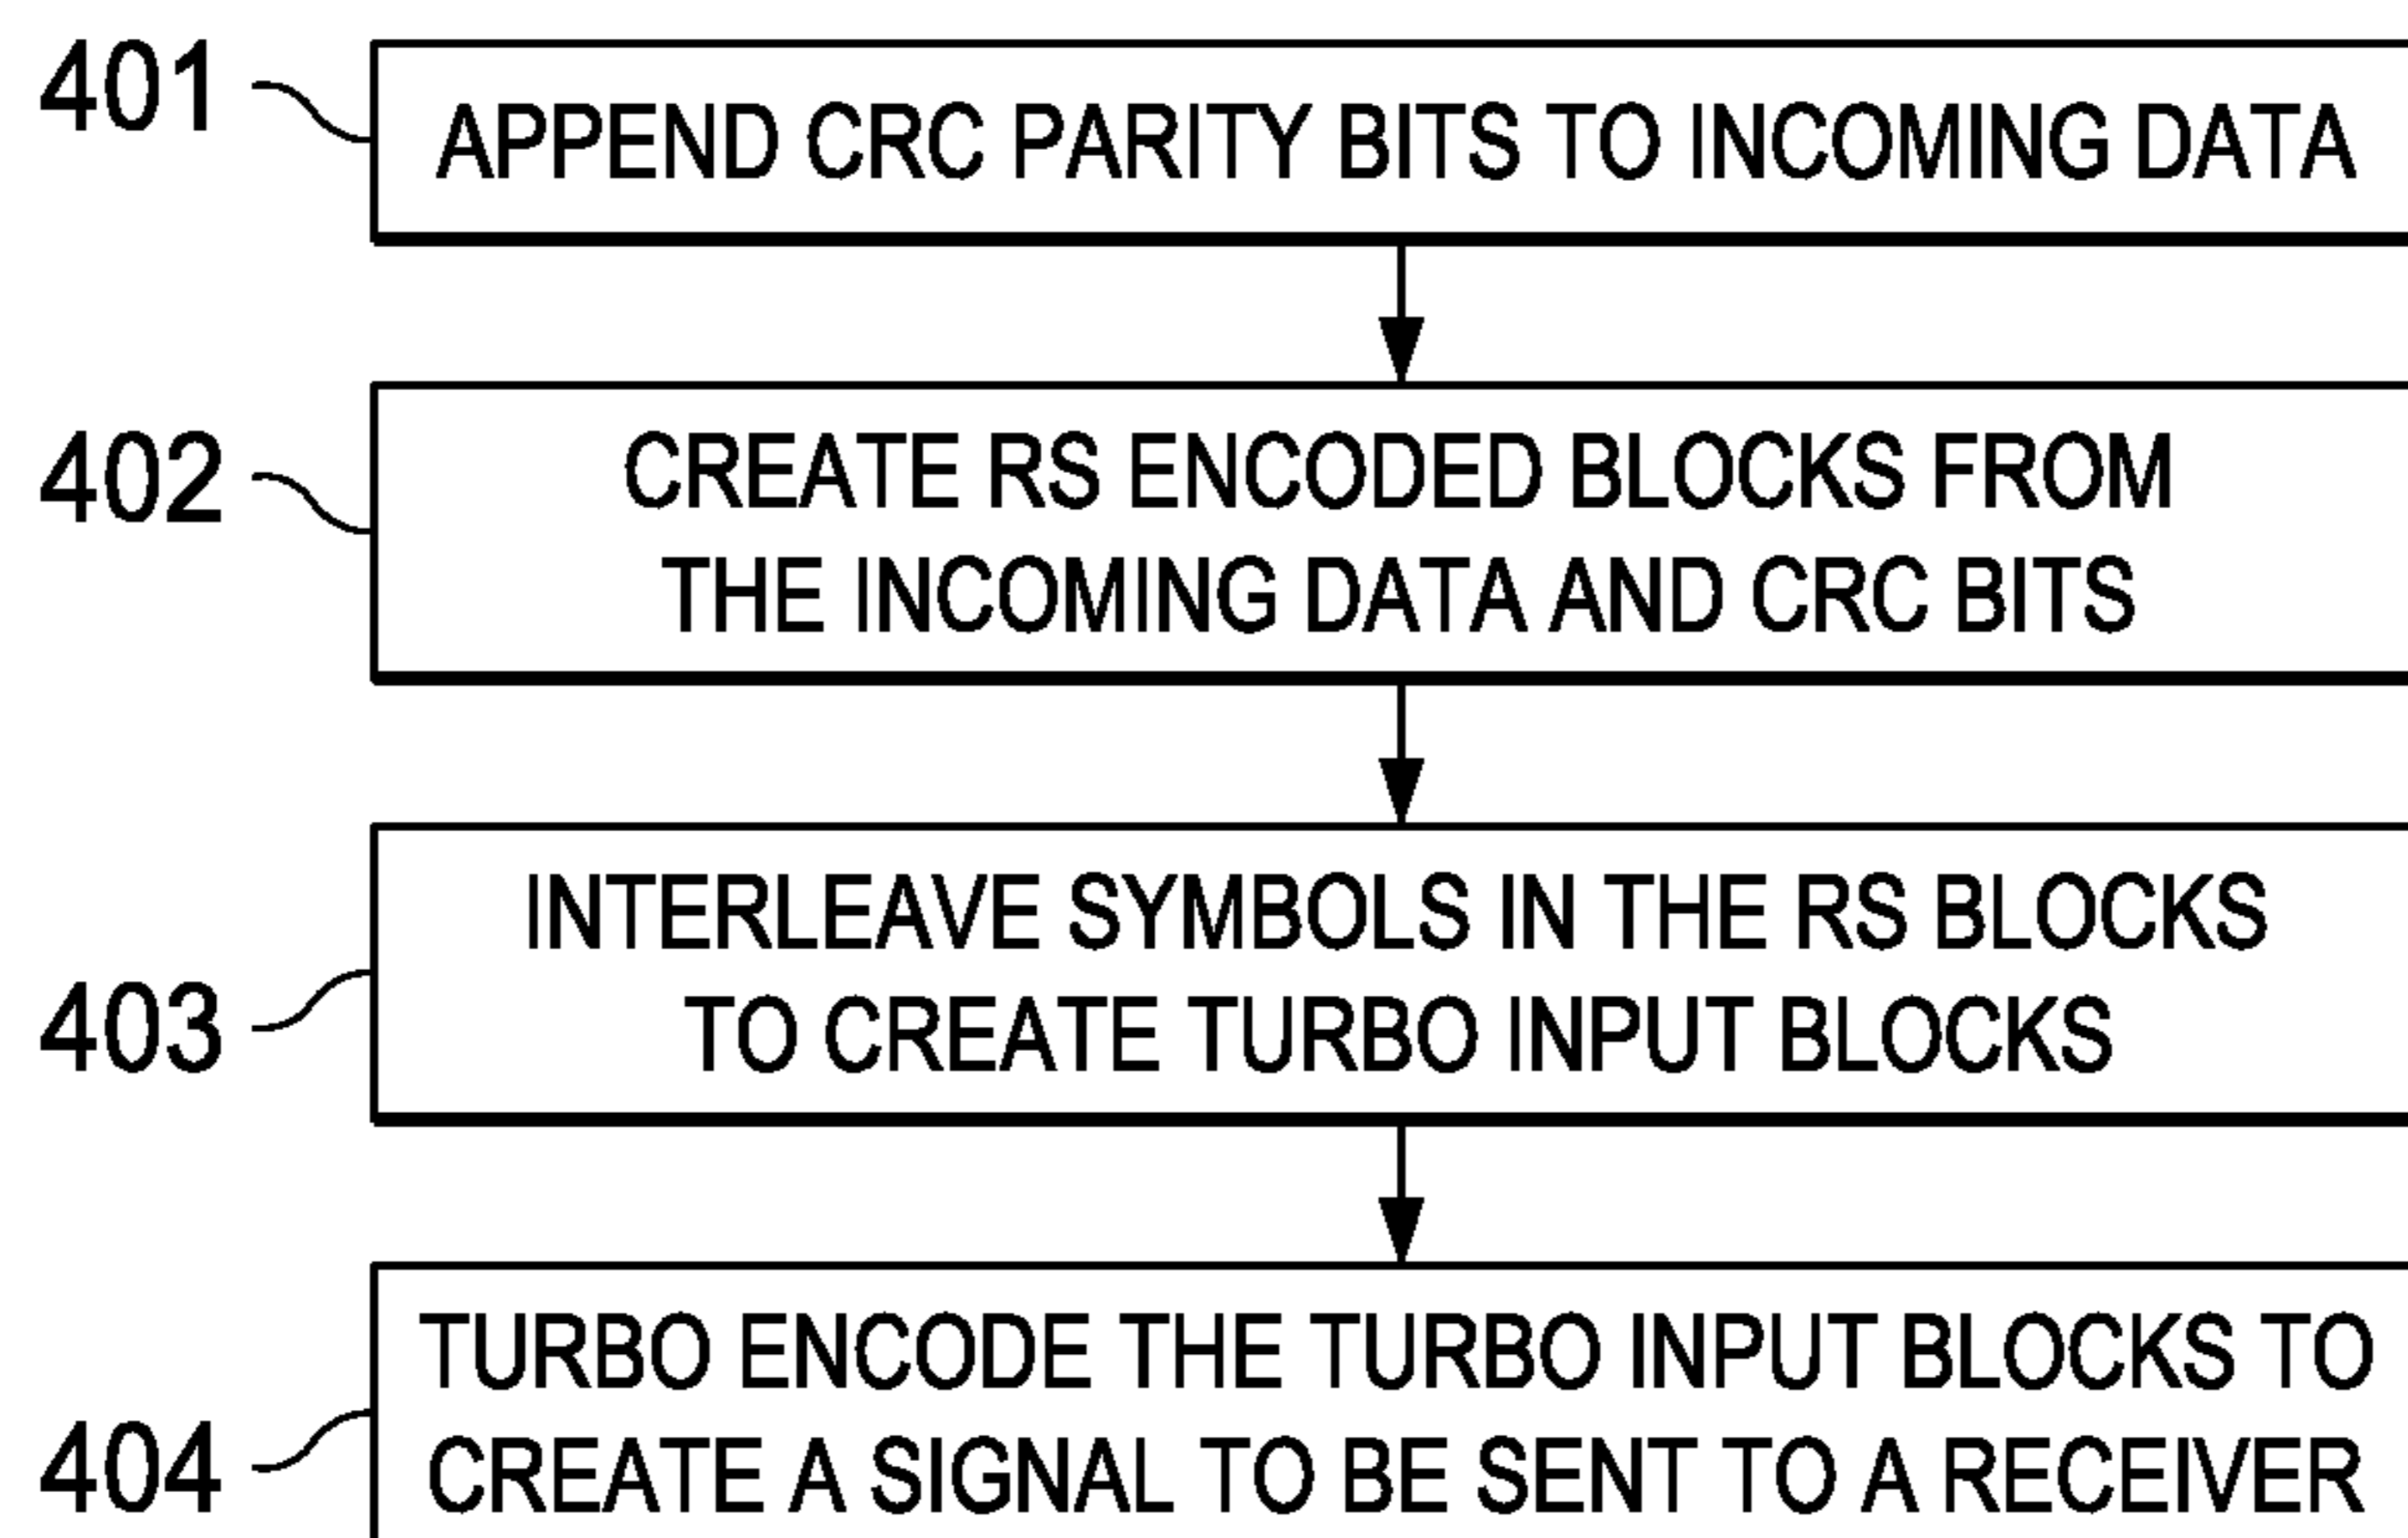 401
APPEND CRC PARITY BITS TO INCOMING DATA
402
CREATE RS ENCODED BLOCKS FROM
THE INCOMING DATA AND CRC BITS
403
INTERLEAVE SYMBOLS IN THE RS BLOCKS
TO CREATE TURBO INPUT BLOCKS
404
TURBO ENCODE THE TURBO INPUT BLOCKS TO
CREATE A SIGNAL TO BE SENT TO A RECEIVER